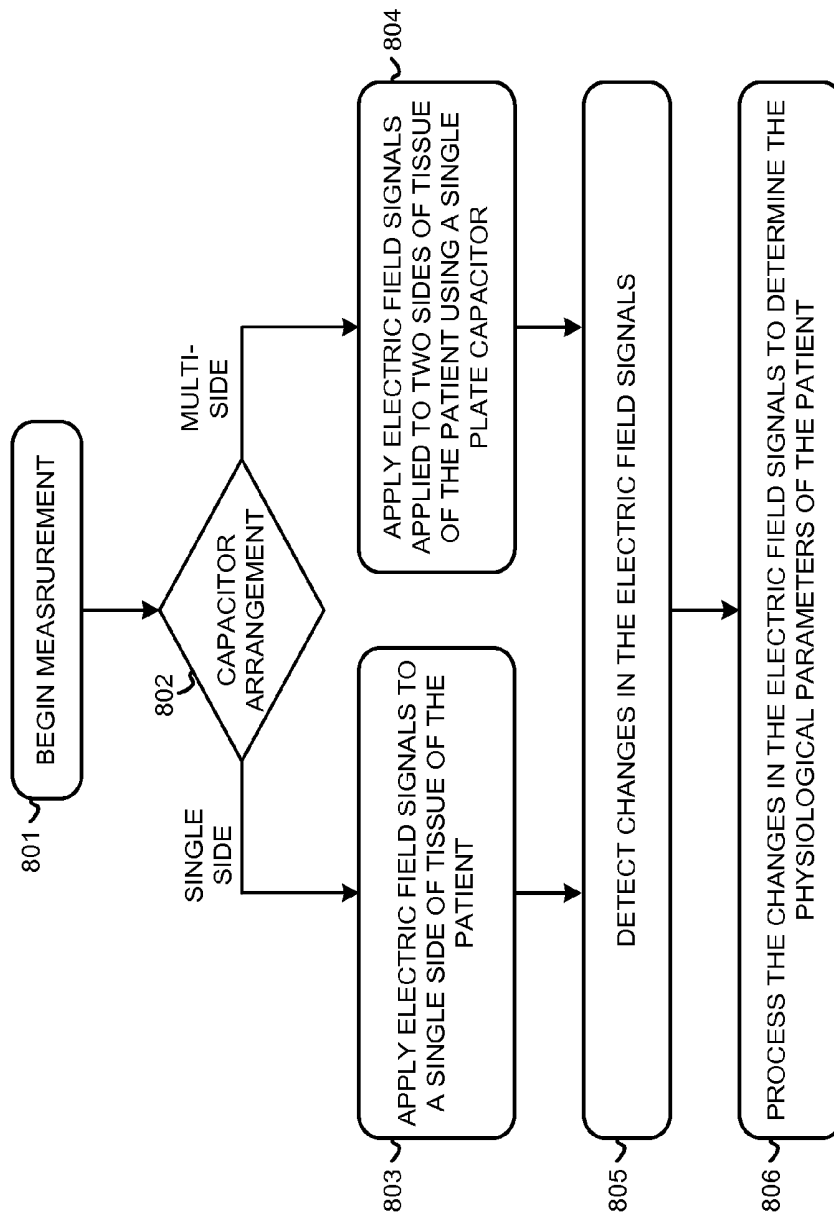 801
BEGIN MEASRUREMENT
802
CAPACITOR
ARRANGEMENT
SINGLE
SIDE
MULTI-
SIDE
803
APPLY ELECTRIC FIELD SIGNALS TO
A SINGLE SIDE OF TISSUE OF THE
PATIENT
804
APPLY ELECTRIC FIELD SIGNALS
APPLIED TO TWO SIDES OF TISSUE
OF THE PATIENT USING A SINGLE
PLATE CAPACITOR
805
DETECT CHANGES IN THE ELECTRIC FIELD SIGNALS
806
PROCESS THE CHANGES IN THE ELECTRIC FIELD SIGNALS TO DETERMINE THE
PHYSIOLOGICAL PARAMETERS OF THE PATIENT